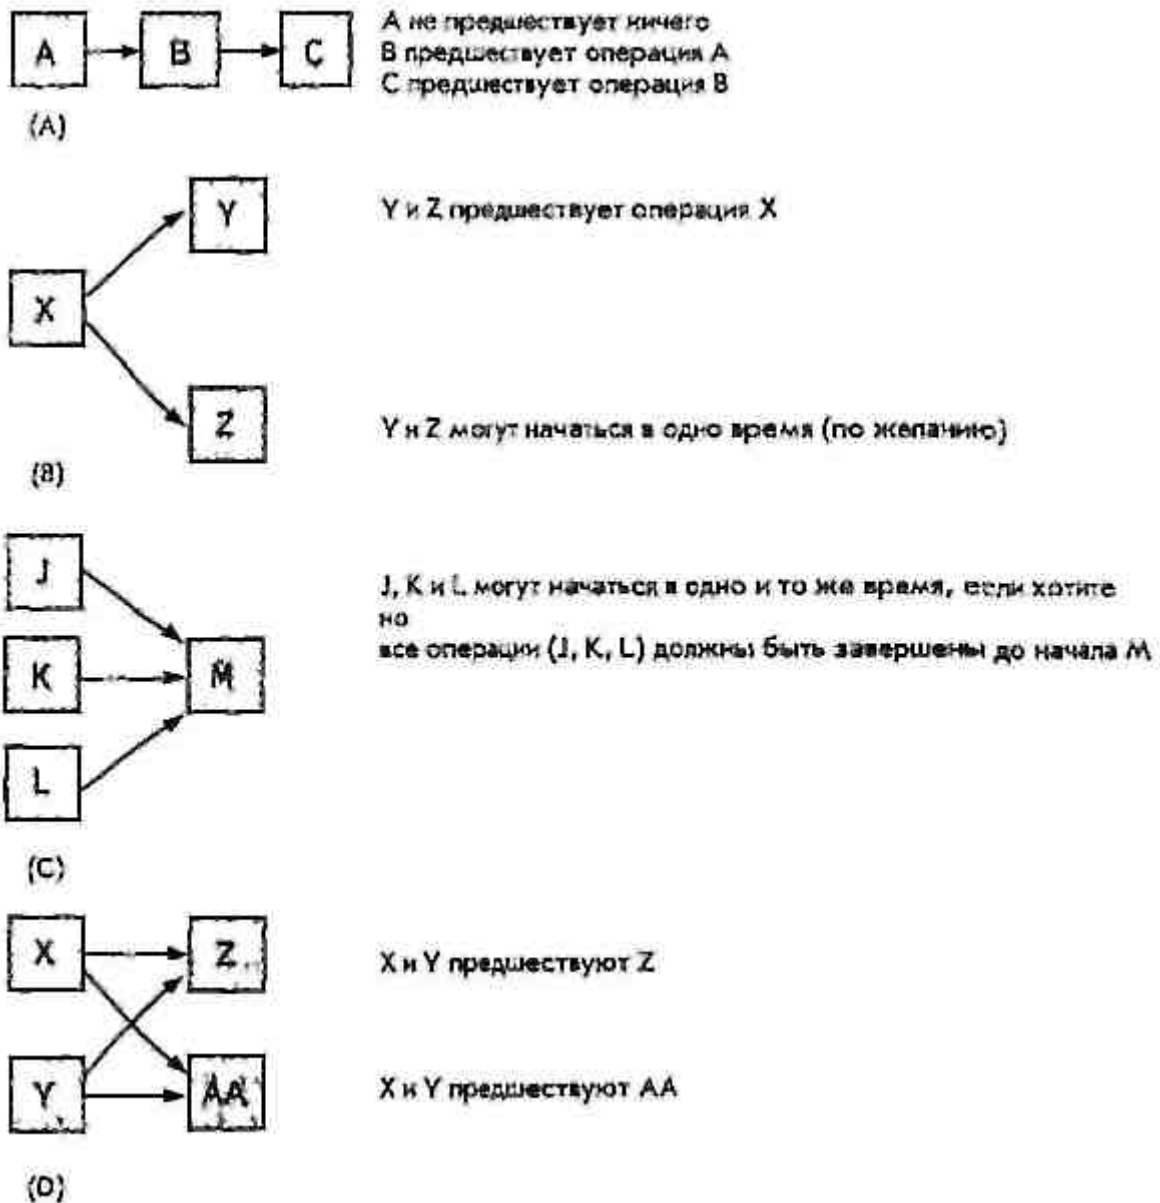 A B C
А не предшествует ничего
В предшествует операция А
С предшествует операция В
(A)
Y
Y и Z предшествует операция X
X
Z
Y и Z могут начаться в одно время (по желанию)
(B)
J
J, K и L могут начаться в одно и то же время, если хотите
но
все операции (J, K, L) должны быть завершены до начала М
K M
L
(C)
X Z
X и Y предшествуют Z
Y AA
X и Y предшествуют AA
(D)